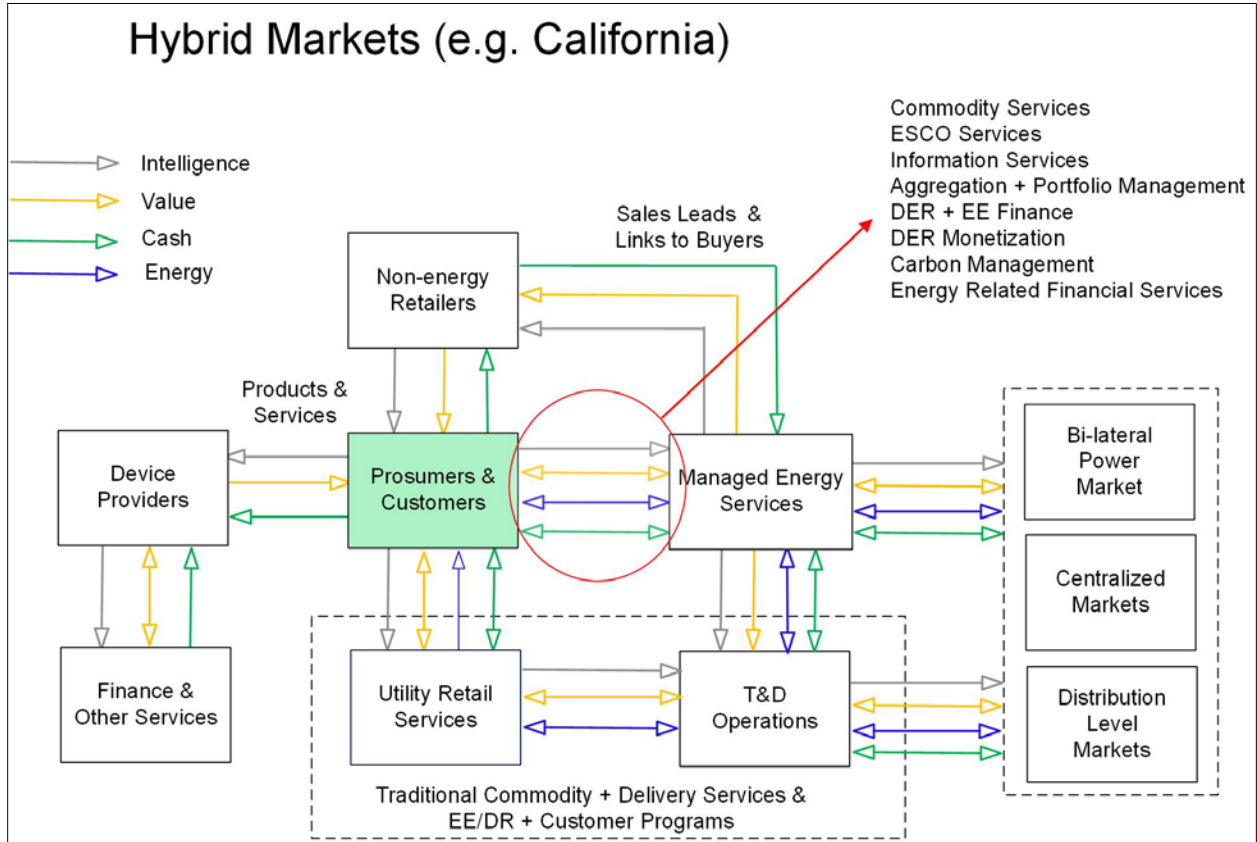 Hybrid Markets (e.g. California)
Intelligence
Value
Cash
Energy
Commodity Services
ESCO Services
Information Services
Aggregation + Portfolio Management
DER + EE Finance
DER Monetization
Carbon Management
Energy Related Financial Services
Sales Leads &
Links to Buyers
Non-energy
Retailers
Products &
Services
Device
Providers
Prosumers &
Customers
Managed Energy
Services
Bi-lateral
Power
Market
Centralized
Markets
Distribution
Level
Markets
Finance &
Other Services
Utility Retail
Services
T&D
Operations
Traditional Commodity + Delivery Services &
EE/DR + Customer Programs